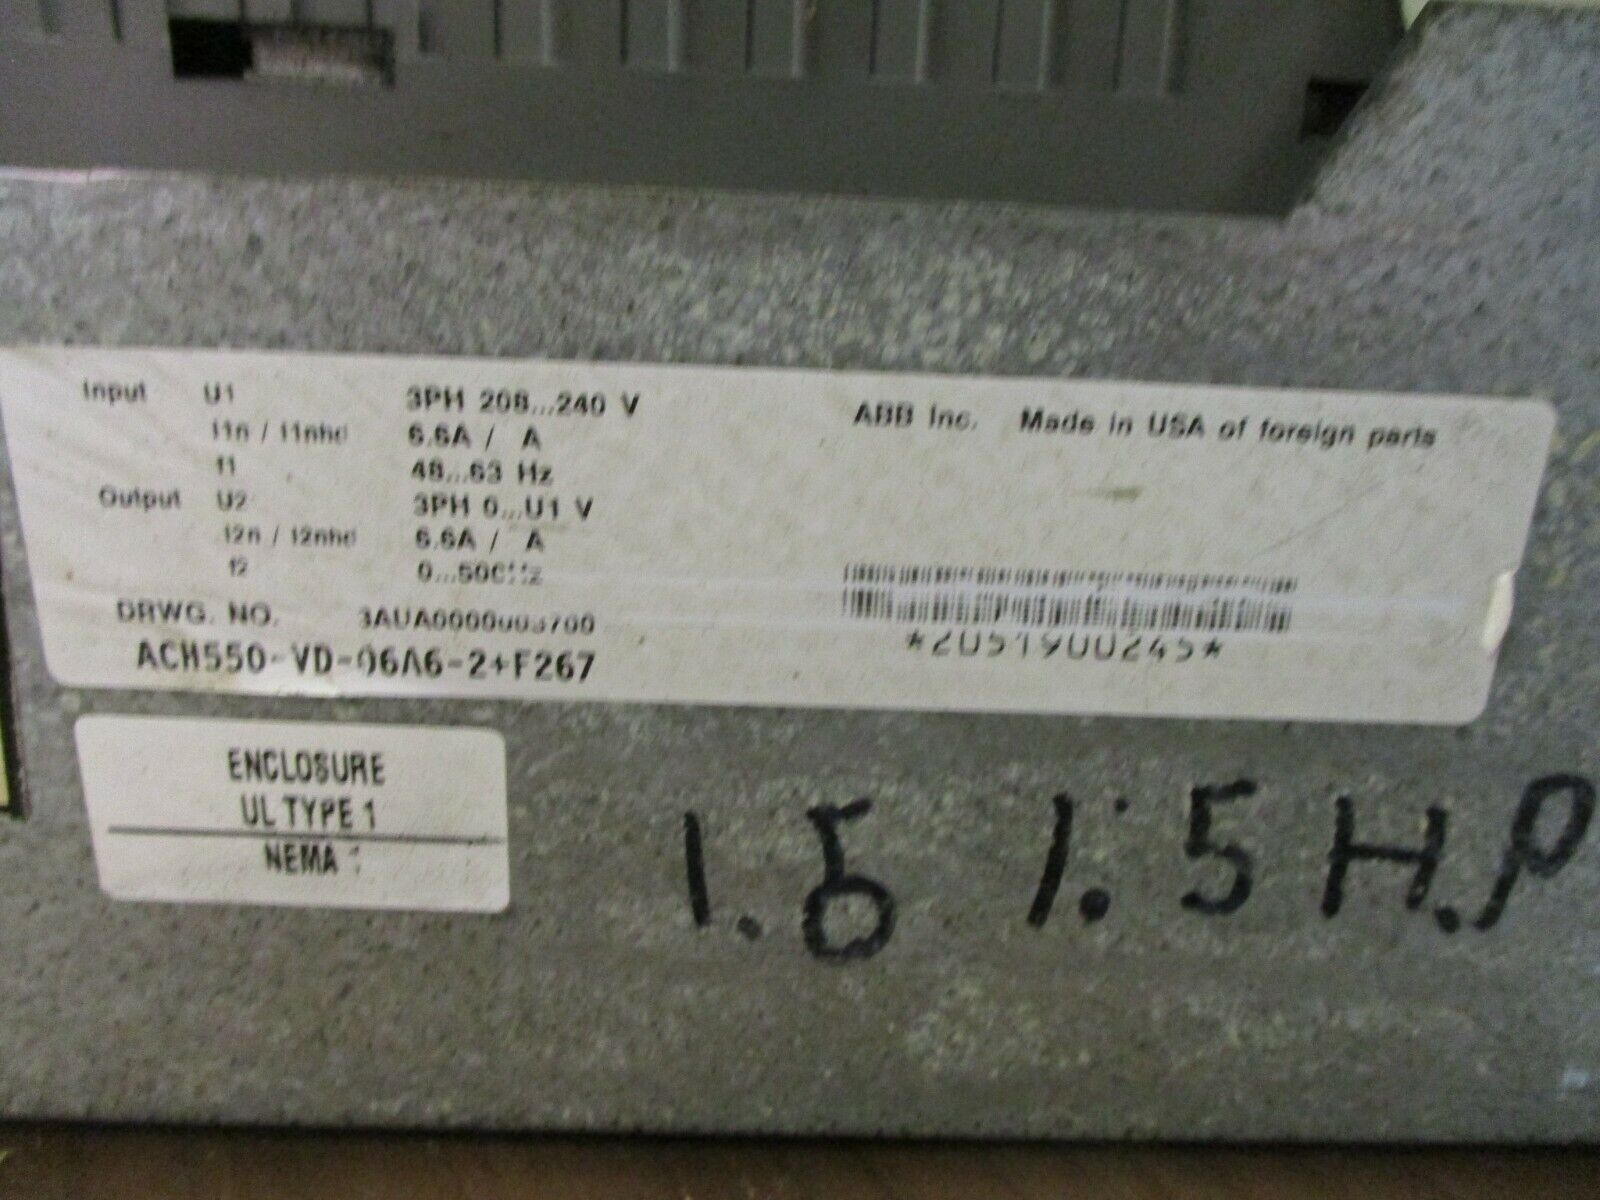 Input U1 3PH 208...240 V
I1n / I1nhd 6.6A / A
f1 48...63 Hz
Output U2 3PH 0...U1 V
I2n / I2nhd 6.6A / A
f2 0...500Hz
DRWG. NO. 3AUA0000003700
ACH550-VD-06A6-2+F267
ABB Inc. Made in USA of foreign parts
*2051900245*
ENCLOSURE
UL TYPE 1
NEMA 1
1.5 1.5 H.P